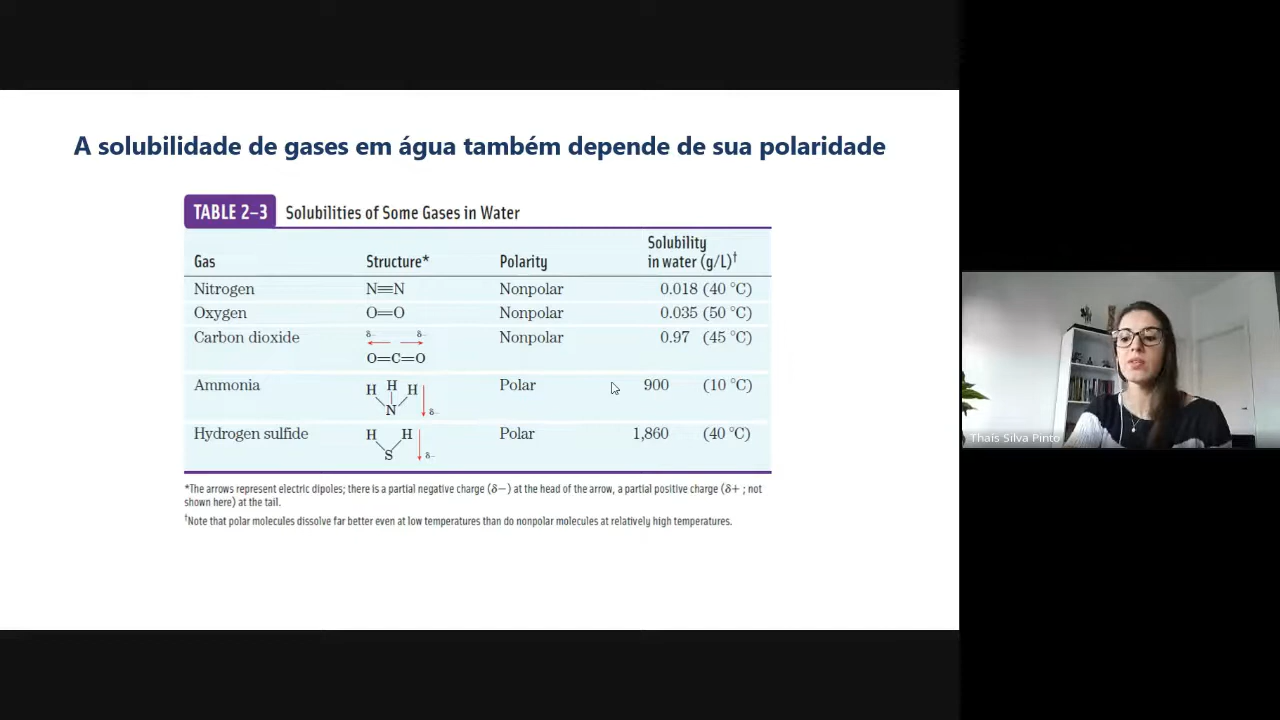 A solubilidade de gases em água também depende de sua polaridade
TABLE 2–3 Solubilities of Some Gases in Water
Gas Structure* Polarity Solubility in water (g/L)†
Nitrogen N≡N Nonpolar 0.018 (40 °C)
Oxygen O=O Nonpolar 0.035 (50 °C)
Carbon dioxide Nonpolar 0.97 (45 °C)
δ– δ–
O=C=O
Ammonia Polar 900 (10 °C)
H H H
N δ–
Hydrogen sulfide Polar 1,860 (40 °C)
H H
S δ–
*The arrows represent electric dipoles; there is a partial negative charge (δ−) at the head of the arrow, a partial positive charge (δ+ ; not
shown here) at the tail.
†Note that polar molecules dissolve far better even at low temperatures than do nonpolar molecules at relatively high temperatures.
Thais Silva Pinto